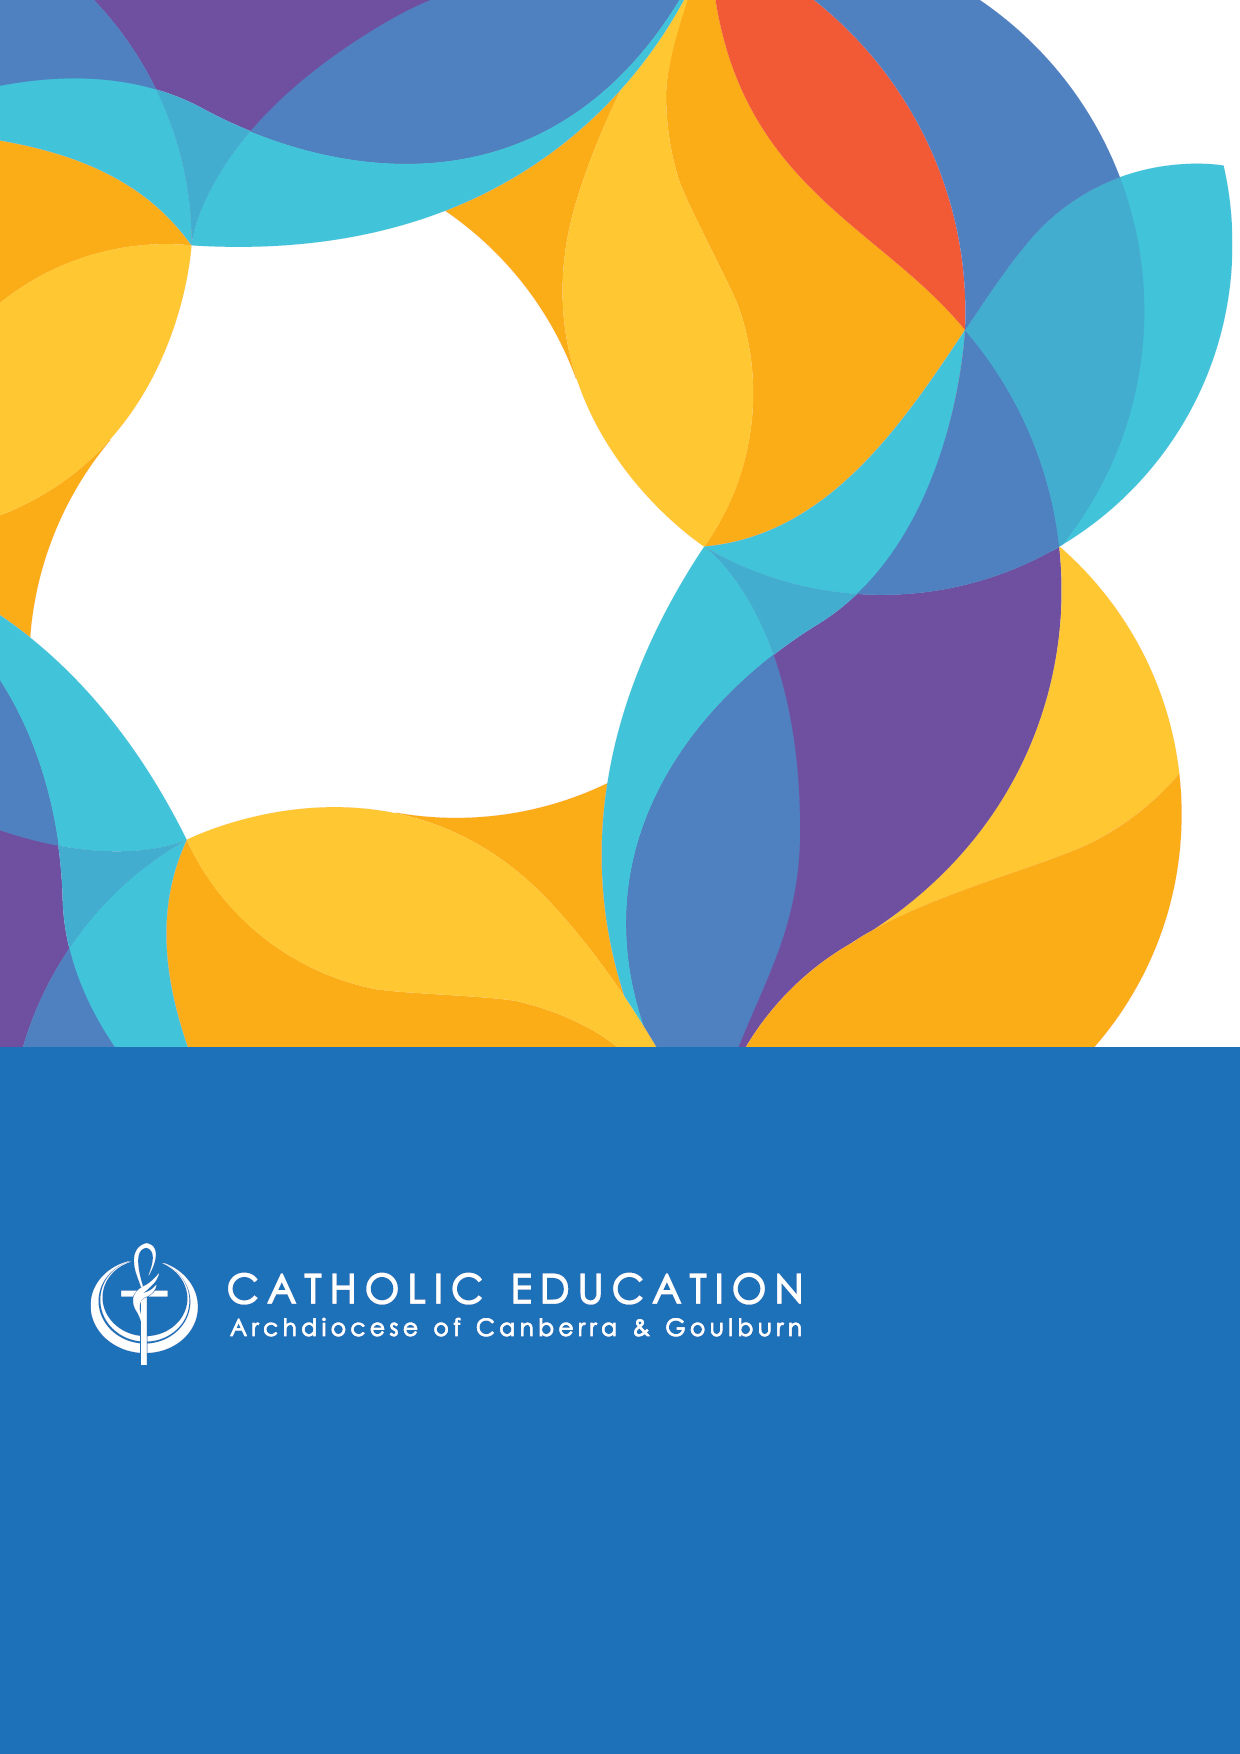 CATHOLIC EDUCATION
Archdiocese of Canberra & Goulburn